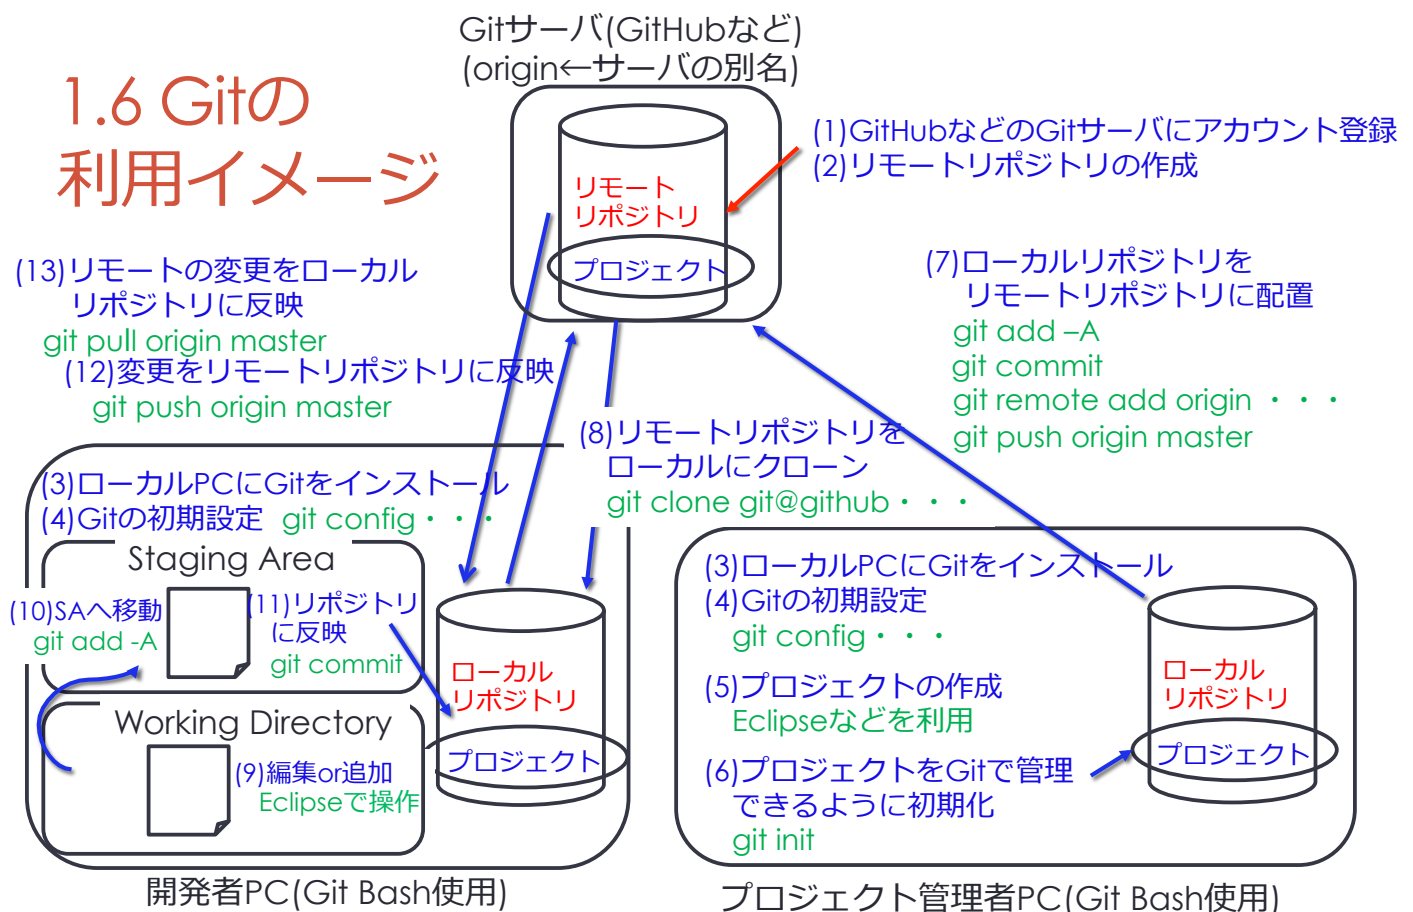 Gitサーバ(GitHubなど)
(origin←サーバの別名)
1.6 Gitの
利用イメージ
(1)GitHubなどのGitサーバにアカウント登録
(2)リモートリポジトリの作成
リモート
リポジトリ
プロジェクト
(13)リモートの変更をローカル
リポジトリに反映
git pull origin master
(12)変更をリモートリポジトリに反映
git push origin master
(7)ローカルリポジトリを
リモートリポジトリに配置
git add –A
git commit
git remote add origin ・・・
git push origin master
(8)リモートリポジトリを
ローカルにクローン
git clone git@github・・・
(3)ローカルPCにGitをインストール
(4)Gitの初期設定 git config・・・
Staging Area
(10)SAへ移動
git add -A
(11)リポジトリ
に反映
git commit
ローカル
リポジトリ
プロジェクト
Working Directory
(9)編集or追加
Eclipseで操作
開発者PC(Git Bash使用)
(3)ローカルPCにGitをインストール
(4)Gitの初期設定
git config・・・
(5)プロジェクトの作成
Eclipseなどを利用
(6)プロジェクトをGitで管理
できるように初期化
git init
ローカル
リポジトリ
プロジェクト
プロジェクト管理者PC(Git Bash使用)